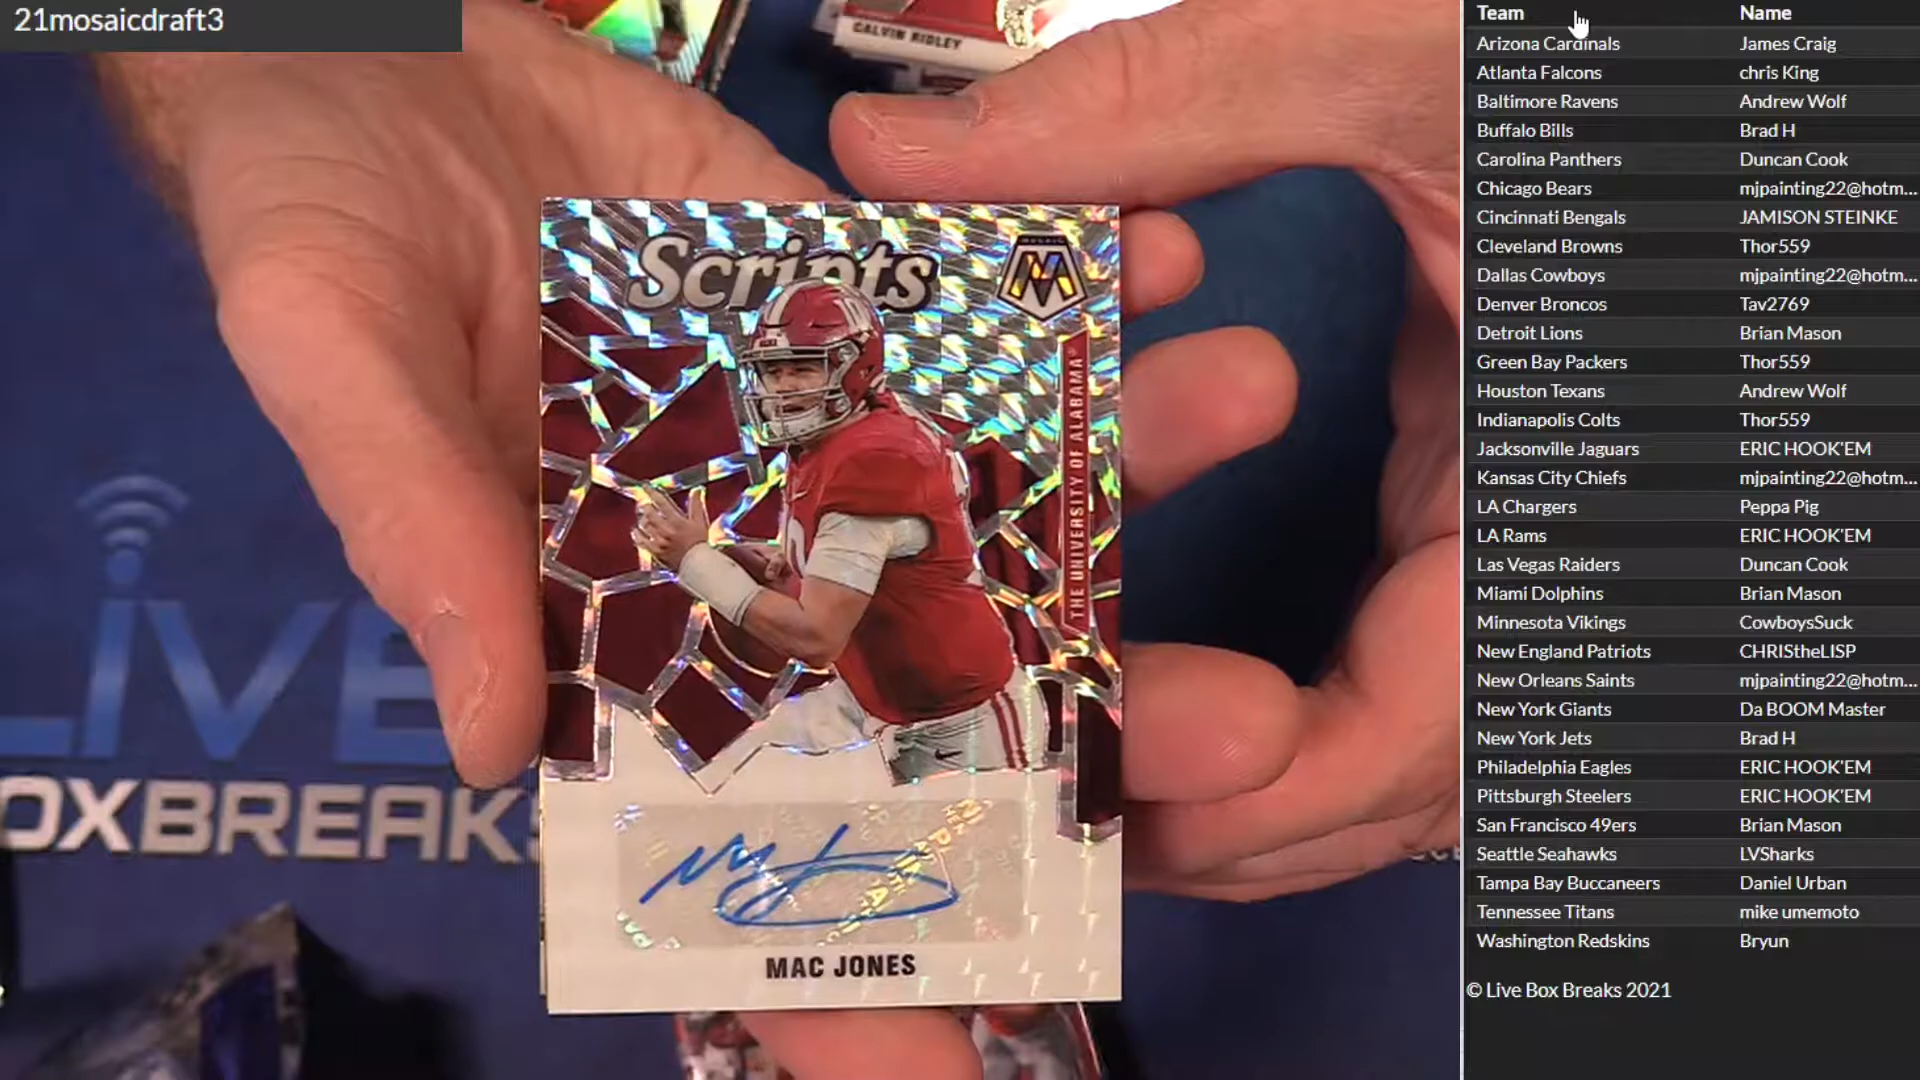 21mosaicdraft3
CALVIN RIDLEY
Scripts
MOSAIC
M
THE UNIVERSITY OF ALABAMA
MAC JONES
LIVE
BOXBREAKS
Team Name
Arizona Cardinals James Craig
Atlanta Falcons chris King
Baltimore Ravens Andrew Wolf
Buffalo Bills Brad H
Carolina Panthers Duncan Cook
Chicago Bears mjpainting22@hotm...
Cincinnati Bengals JAMISON STEINKE
Cleveland Browns Thor559
Dallas Cowboys mjpainting22@hotm...
Denver Broncos Tav2769
Detroit Lions Brian Mason
Green Bay Packers Thor559
Houston Texans Andrew Wolf
Indianapolis Colts Thor559
Jacksonville Jaguars ERIC HOOK'EM
Kansas City Chiefs mjpainting22@hotm...
LA Chargers Peppa Pig
LA Rams ERIC HOOK'EM
Las Vegas Raiders Duncan Cook
Miami Dolphins Brian Mason
Minnesota Vikings CowboysSuck
New England Patriots CHRIStheLISP
New Orleans Saints mjpainting22@hotm...
New York Giants Da BOOM Master
New York Jets Brad H
Philadelphia Eagles ERIC HOOK'EM
Pittsburgh Steelers ERIC HOOK'EM
San Francisco 49ers Brian Mason
Seattle Seahawks LVSharks
Tampa Bay Buccaneers Daniel Urban
Tennessee Titans mike umemoto
Washington Redskins Bryun
© Live Box Breaks 2021